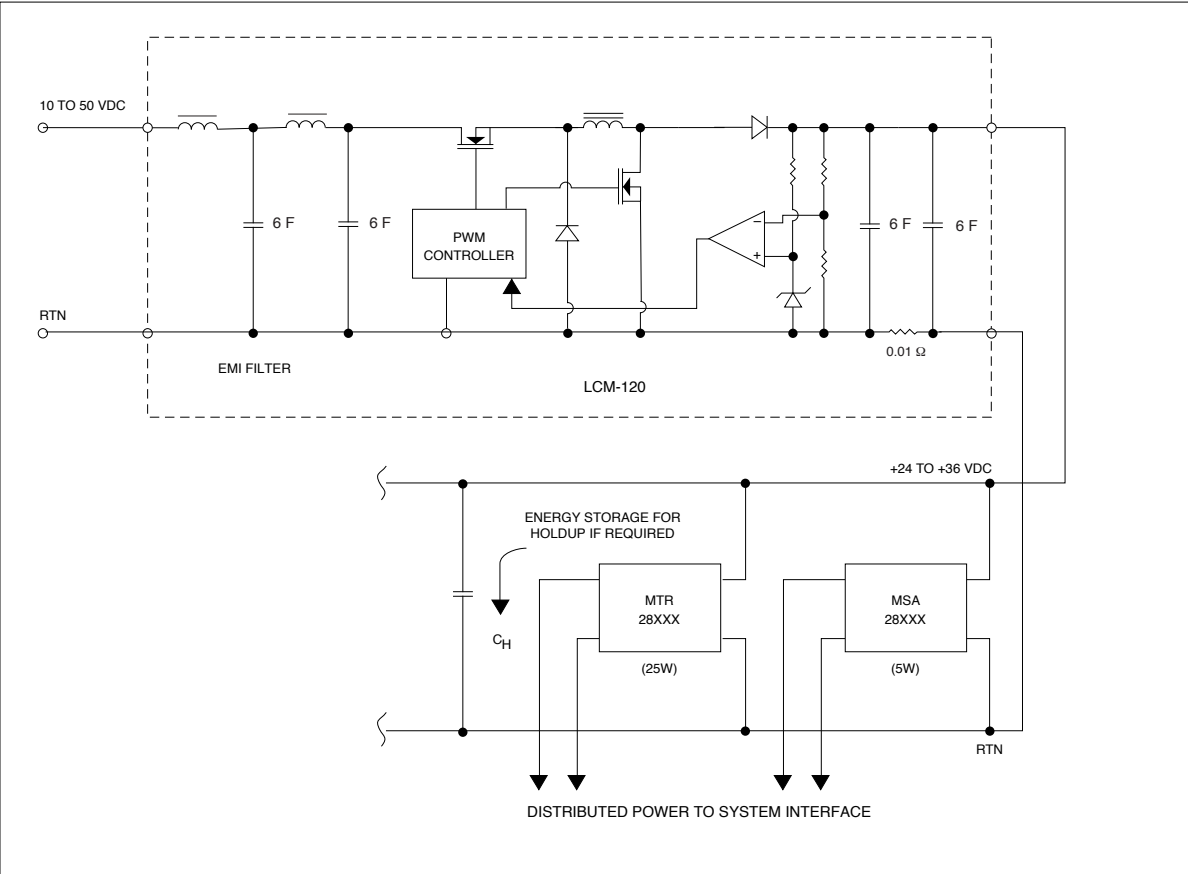 10 TO 50 VDC
6 F
6 F
PWM
CONTROLLER
−
+
6 F
6 F
RTN
0.01 Ω
EMI FILTER
LCM-120
+24 TO +36 VDC
ENERGY STORAGE FOR
HOLDUP IF REQUIRED
CH
MTR
28XXX
(25W)
MSA
28XXX
(5W)
RTN
DISTRIBUTED POWER TO SYSTEM INTERFACE